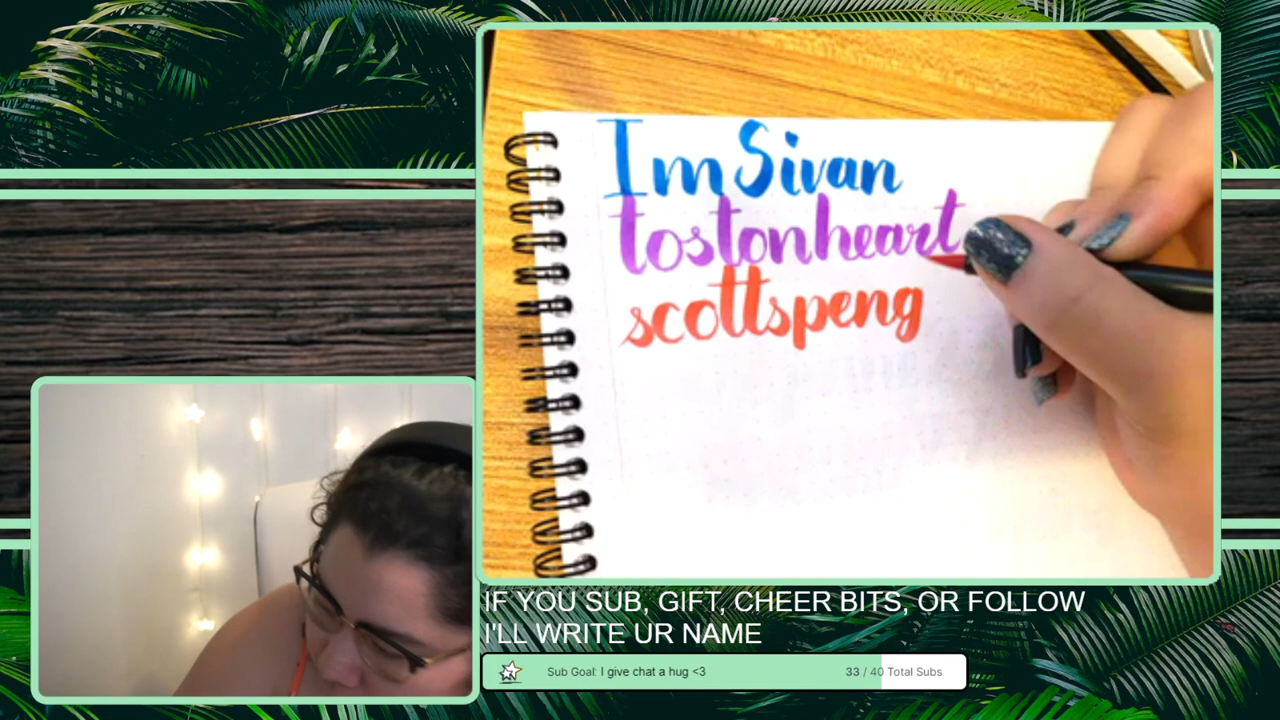 ImSivan
tostonheart
scottspeng
IF YOU SUB, GIFT, CHEER BITS, OR FOLLOW
I'LL WRITE UR NAME
Sub Goal: I give chat a hug <3
33 / 40 Total Subs